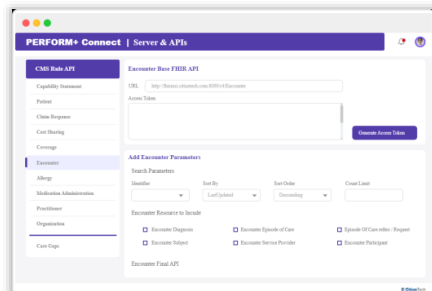 PERFORM+ Connect | Server & APIs
CMS Rule API
Capability Statement
Patient
Claim Response
Cost Sharing
Coverage
Encounter
Allergy
Medication Administration
Practitioner
Organization
Care Gaps
Encounter Base FHIR API
URL
Access Token
Generate Access Token
Add Encounter Parameters
Search Parameters
Identifier
Sort By
Sort Order
Count Limit
LastUpdated
Descending
Encounter Resource to Include
Encounter Diagnosis
Encounter Episode of Care
Episode Of Care refers / Request
Encounter Subject
Encounter Service Provider
Encounter Participant
Encounter Final API